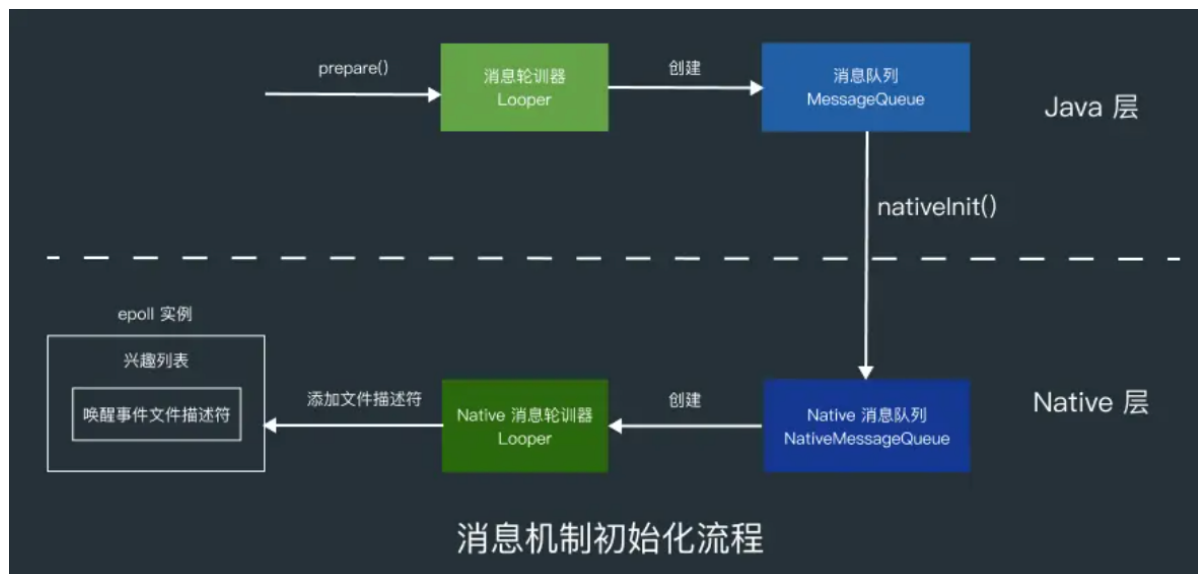 prepare()
消息轮训器
Looper
创建
消息队列
MessageQueue
Java 层
nativeInit()
epoll 实例
兴趣列表
唤醒事件文件描述符
添加文件描述符
Native 消息轮训器
Looper
创建
Native 消息队列
NativeMessageQueue
Native 层
消息机制初始化流程